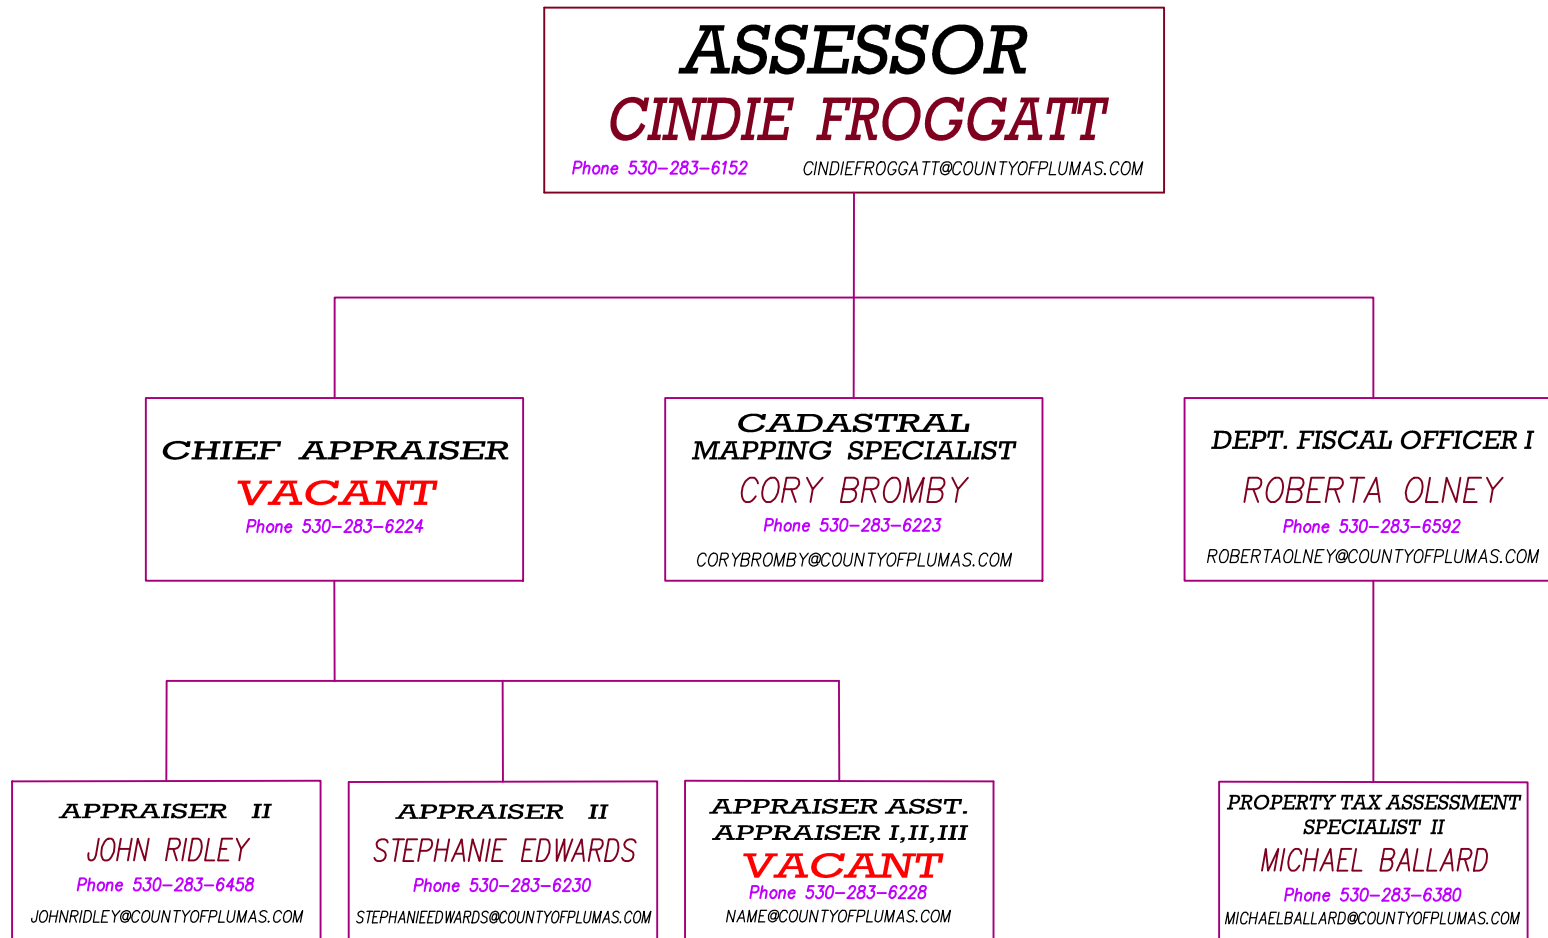 ASSESSOR
CINDIE FROGGATT
Phone 530-283-6152 CINDIEFROGGATT@COUNTYOFPLUMAS.COM
CHIEF APPRAISER
VACANT
Phone 530-283-6224
CADASTRAL
MAPPING SPECIALIST
CORY BROMBY
Phone 530-283-6223
CORYBROMBY@COUNTYOFPLUMAS.COM
DEPT. FISCAL OFFICER I
ROBERTA OLNEY
Phone 530-283-6592
ROBERTAOLNEY@COUNTYOFPLUMAS.COM
APPRAISER II
JOHN RIDLEY
Phone 530-283-6458
JOHNRIDLEY@COUNTYOFPLUMAS.COM
APPRAISER II
STEPHANIE EDWARDS
Phone 530-283-6230
STEPHANIEEDWARDS@COUNTYOFPLUMAS.COM
APPRAISER ASST.
APPRAISER I,II,III
VACANT
Phone 530-283-6228
NAME@COUNTYOFPLUMAS.COM
PROPERTY TAX ASSESSMENT
SPECIALIST II
MICHAEL BALLARD
Phone 530-283-6380
MICHAELBALLARD@COUNTYOFPLUMAS.COM